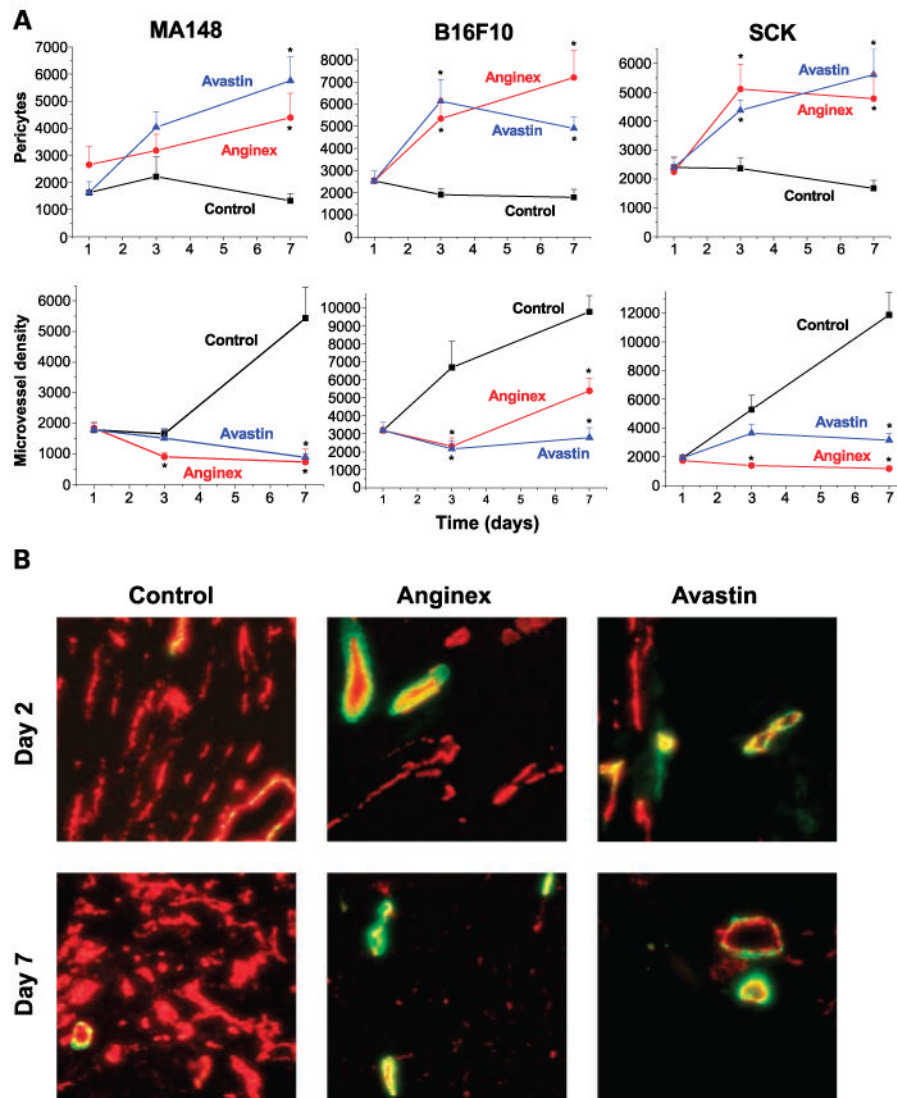 A
MA148 B16F10 SCK
Pericytes
7000
6000
5000
4000
3000
2000
1000
0
1 2 3 4 5 6 7
Avastin
Anginex
Control
*
*
8000
7000
6000
5000
4000
3000
2000
1000
0
1 2 3 4 5 6 7
Anginex
Avastin
Control
*
*
*
*
6000
5000
4000
3000
2000
1000
0
1 2 3 4 5 6 7
Avastin
Anginex
Control
*
*
*
*
Microvessel density
6000
5000
4000
3000
2000
1000
0
1 2 3 4 5 6 7
Control
Avastin
Anginex
*
*
*
10000
9000
8000
7000
6000
5000
4000
3000
2000
1000
0
1 2 3 4 5 6 7
Control
Anginex
Avastin
*
*
*
*
12000
10000
8000
6000
4000
2000
0
1 2 3 4 5 6 7
Control
Avastin
Anginex
*
*
*
Time (days)
B
Control Anginex Avastin
Day 2
Day 7